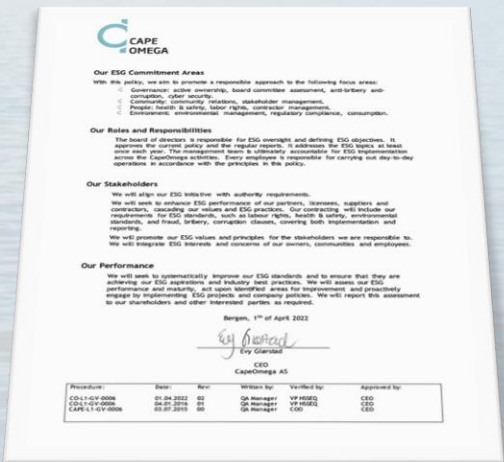 CAPE
OMEGA
Our ESG Commitment Areas
With this policy, we aim to promote a responsible approach to the following focus areas:
Governance: active ownership, board committee assessment, anti-bribery anti-
corruption, cyber security.
Community: community relations, stakeholder management.
People: health & safety, labor rights, contractor management.
Environment: environmental management, regulatory compliance, consumption.
Our Roles and Responsibilities
The board of directors is responsible for ESG oversight and defining ESG objectives. It
approves the current policy and the regular reports. It addresses the ESG topics at least
once each year. The management team is ultimately accountable for ESG implementation
across the CapeOmega activities. Every employee is responsible for carrying out day-to-day
operations in accordance with the principles in this policy.
Our Stakeholders
We will align our ESG initiative with authority requirements.
We will seek to enhance ESG performance of our partners, licensees, suppliers and
contractors, cascading our values and ESG practices. Our contracting will include our
requirements for ESG standards, such as labour rights, health & safety, environmental
standards, and fraud, bribery, corruption clauses, covering both implementation and
reporting.
We will promote our ESG values and principles for the stakeholders we are responsible to.
We will integrate ESG interests and concerns of our owners, communities and employees.
Our Performance
We will seek to systematically improve our ESG standards and to ensure that they are
achieving our ESG aspirations and industry best practices. We will assess our ESG
performance and maturity, act upon identified areas for improvement and proactively
engage by implementing ESG projects and company policies. We will report this assessment
to our shareholders and other interested parties as required.
Bergen, 1st of April 2022
Evy Glørstad
CEO
CapeOmega AS
Procedure: Date: Rev: Written by: Verified by: Approved by:
CO-L1-GV-0006 01.04.2022 02 QA Manager VP HSSEQ CEO
CO-L1-GV-0006 04.01.2016 01 QA Manager VP HSSEQ CEO
CAPE-L1-GV-0006 03.07.2015 00 QA Manager COO CEO